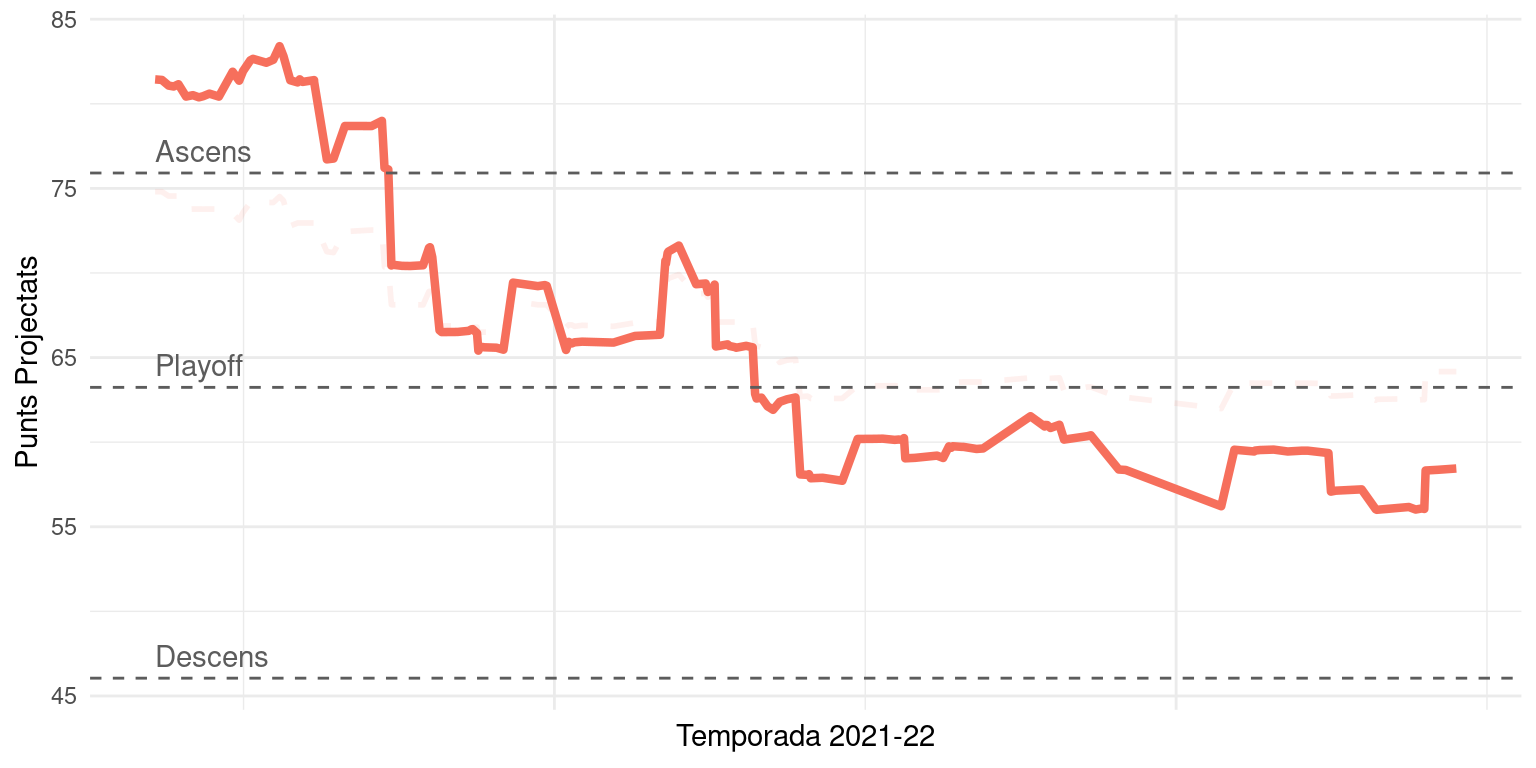 85
Ascens
75
Playoff
65
55
Descens
45
Punts Projectats
Temporada 2021-22